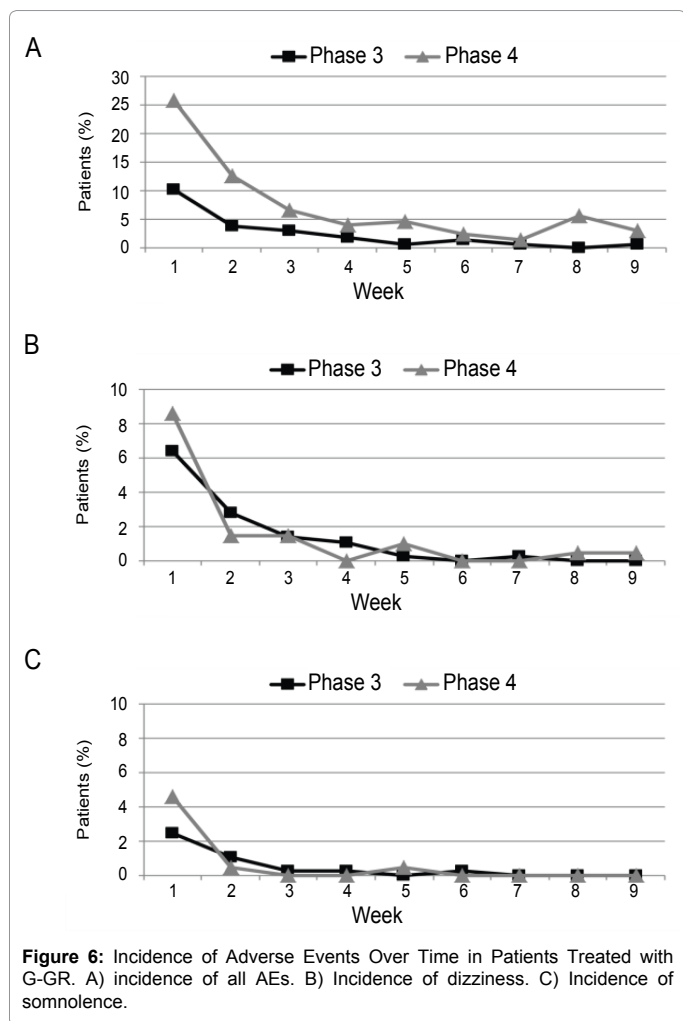 A
Phase 3 Phase 4
Patients (%)
30
25
20
15
10
5
0
1 2 3 4 5 6 7 8 9
Week
B
Phase 3 Phase 4
Patients (%)
10
8
6
4
2
0
1 2 3 4 5 6 7 8 9
Week
C
Phase 3 Phase 4
Patients (%)
10
8
6
4
2
0
1 2 3 4 5 6 7 8 9
Week
Figure 6: Incidence of Adverse Events Over Time in Patients Treated with
G-GR. A) incidence of all AEs. B) Incidence of dizziness. C) Incidence of
somnolence.